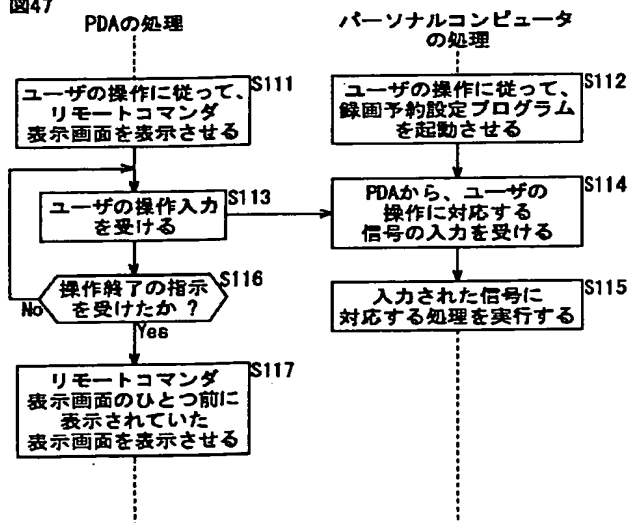 図47
PDAの処理
パーソナルコンピュータ
の処理
S111
ユーザの操作に従って、
リモートコマンダ
表示画面を表示させる
S112
ユーザの操作に従って、
録画予約設定プログラム
を起動させる
S113
ユーザの操作入力
を受ける
S114
PDAから、ユーザの
操作に対応する
信号の入力を受ける
S116
操作終了の指示
を受けたか ?
No
Yes
S115
入力された信号に
対応する処理を実行する
S117
リモートコマンダ
表示画面のひとつ前に
表示されていた
表示画面を表示させる